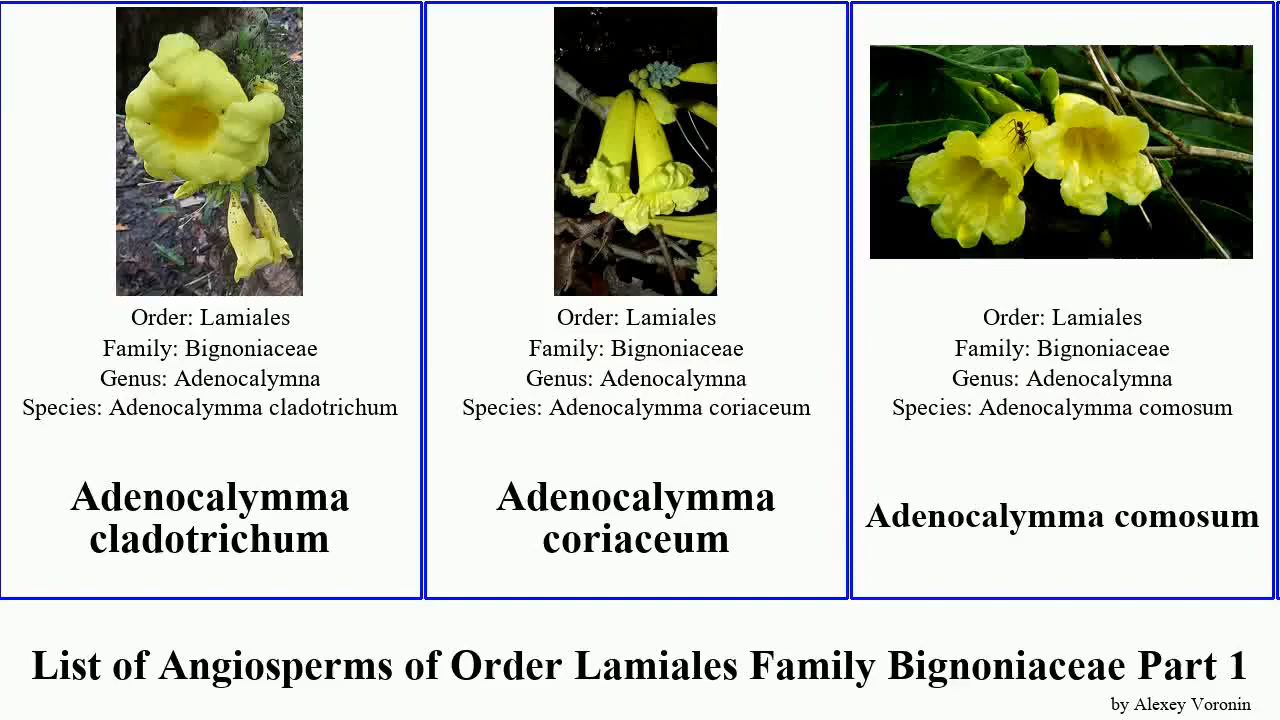 Order: Lamiales
Family: Bignoniaceae
Genus: Adenocalymna
Species: Adenocalymma cladotrichum
Adenocalymma
cladotrichum
Order: Lamiales
Family: Bignoniaceae
Genus: Adenocalymna
Species: Adenocalymma coriaceum
Adenocalymma
coriaceum
Order: Lamiales
Family: Bignoniaceae
Genus: Adenocalymna
Species: Adenocalymma comosum
Adenocalymma comosum
List of Angiosperms of Order Lamiales Family Bignoniaceae Part 1
by Alexey Voronin